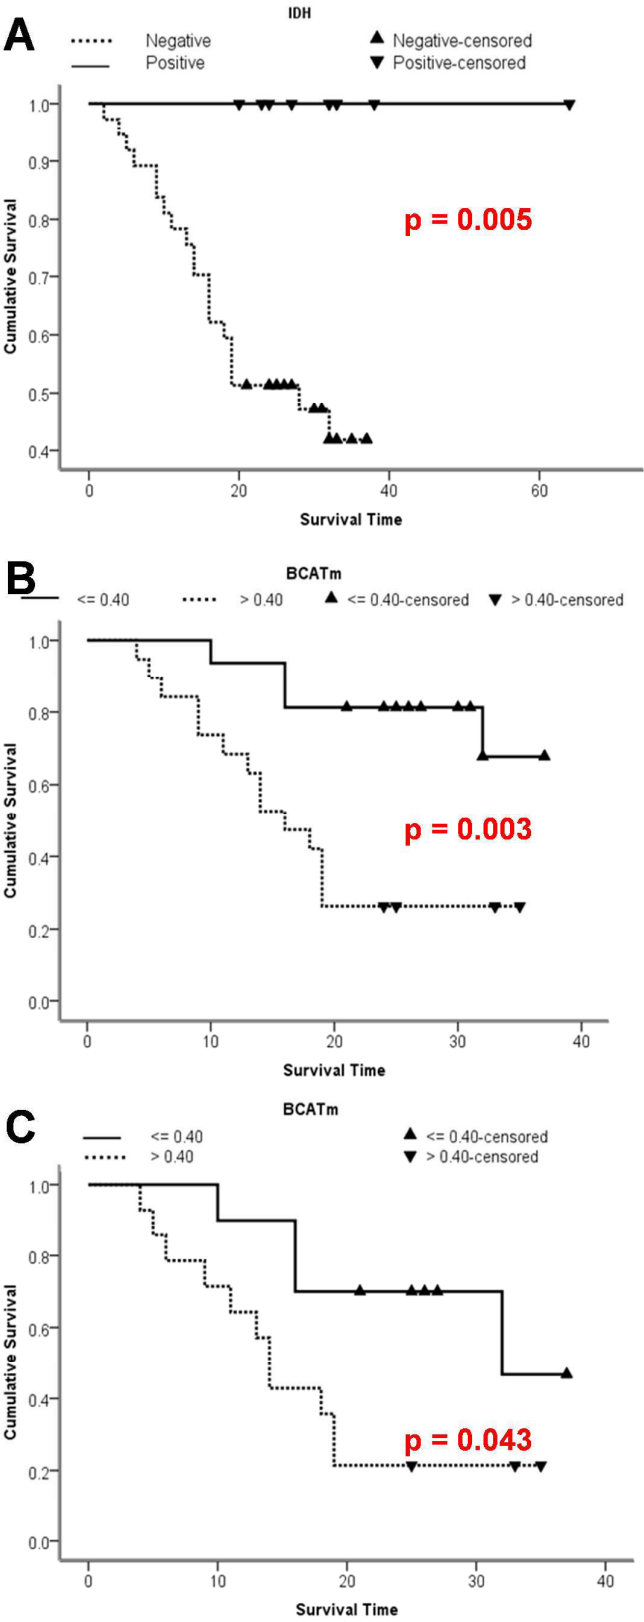 IDH
A
Negative
Negative-censored
Positive
Positive-censored
1.0
0.9
0.8
0.7
0.6
0.5
0.4
Cumulative Survival
p = 0.005
0 20 40 60
Survival Time
B
BCATm
<= 0.40 > 0.40 <= 0.40-censored > 0.40-censored
1.0
0.8
0.6
0.4
0.2
0.0
Cumulative Survival
p = 0.003
0 10 20 30 40
Survival Time
C
BCATm
<= 0.40 <= 0.40-censored
> 0.40 > 0.40-censored
1.0
0.8
0.6
0.4
0.2
0.0
Cumulative Survival
p = 0.043
0 10 20 30 40
Survival Time